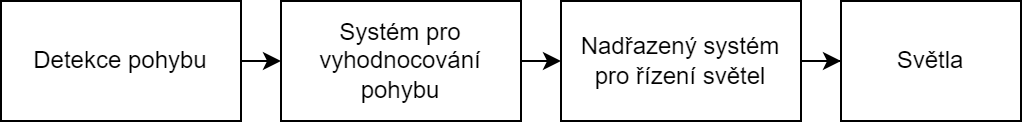 Detekce pohybu
Systém pro
vyhodnocování
pohybu
Nadřazený systém
pro řízení světel
Světla